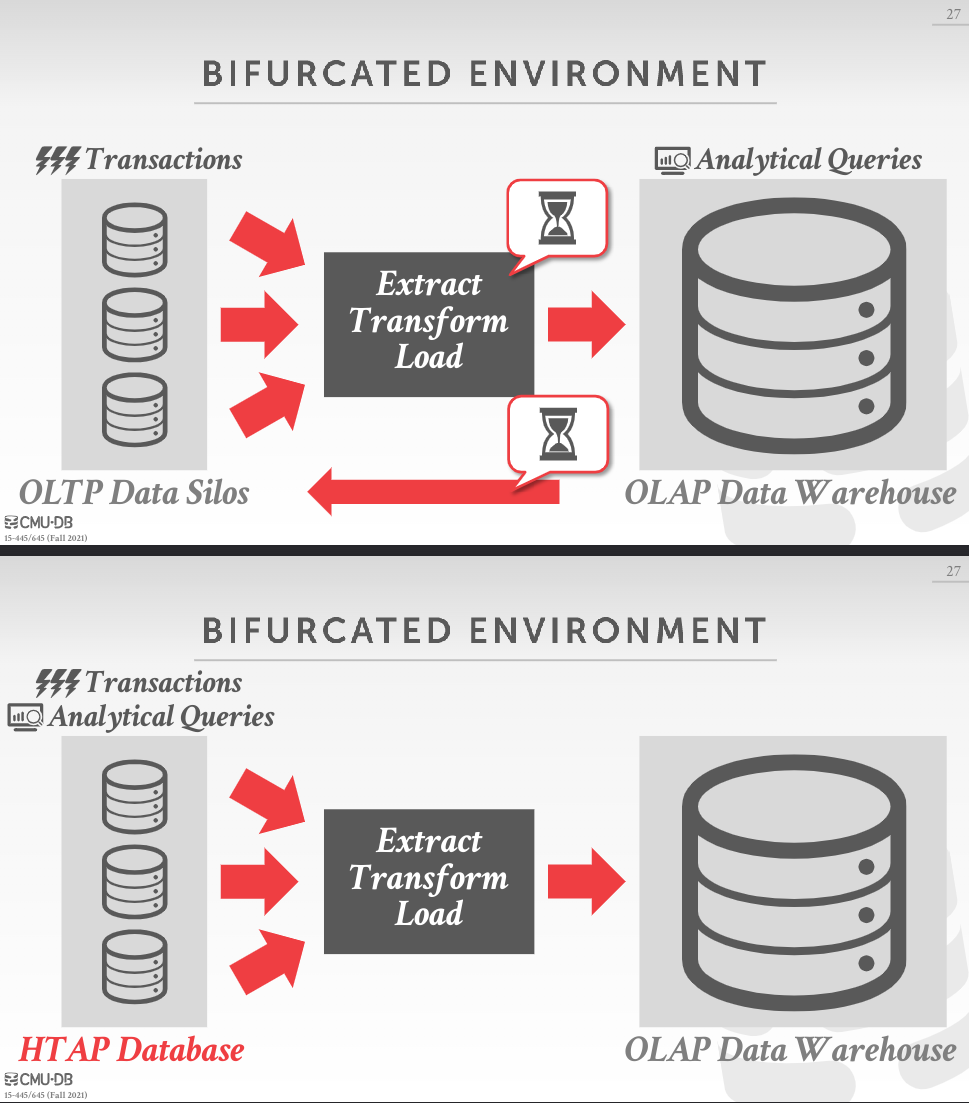 27
BIFURCATED ENVIRONMENT
Transactions
Analytical Queries
Extract
Transform
Load
OLTP Data Silos
OLAP Data Warehouse
CMU·DB
15-445/645 (Fall 2021)
27
BIFURCATED ENVIRONMENT
Transactions
Analytical Queries
Extract
Transform
Load
HTAP Database
OLAP Data Warehouse
CMU·DB
15-445/645 (Fall 2021)